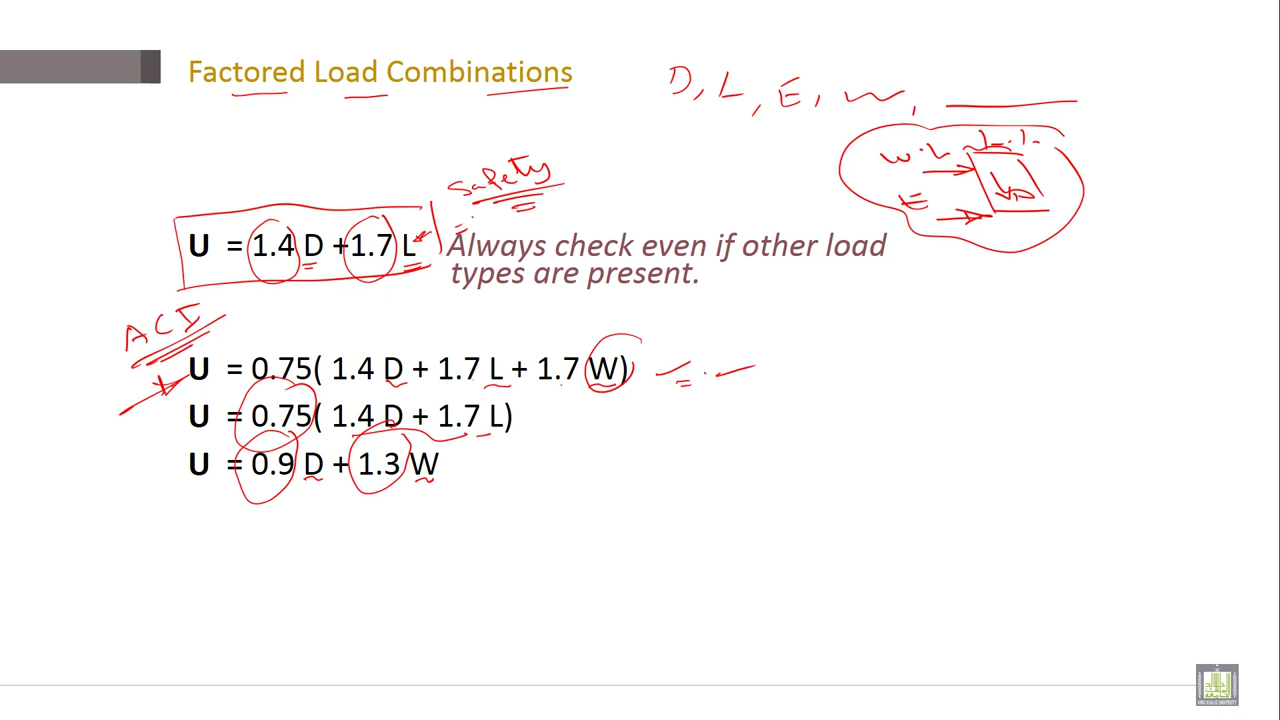 Factored Load Combinations
D, L, E, W,
W.L L.L.
E
D
Safety
U = 1.4 D +1.7 L
Always check even if other load
types are present.
ACI
U = 0.75( 1.4 D + 1.7 L + 1.7 W)
U = 0.75( 1.4 D + 1.7 L)
U = 0.9 D + 1.3 W